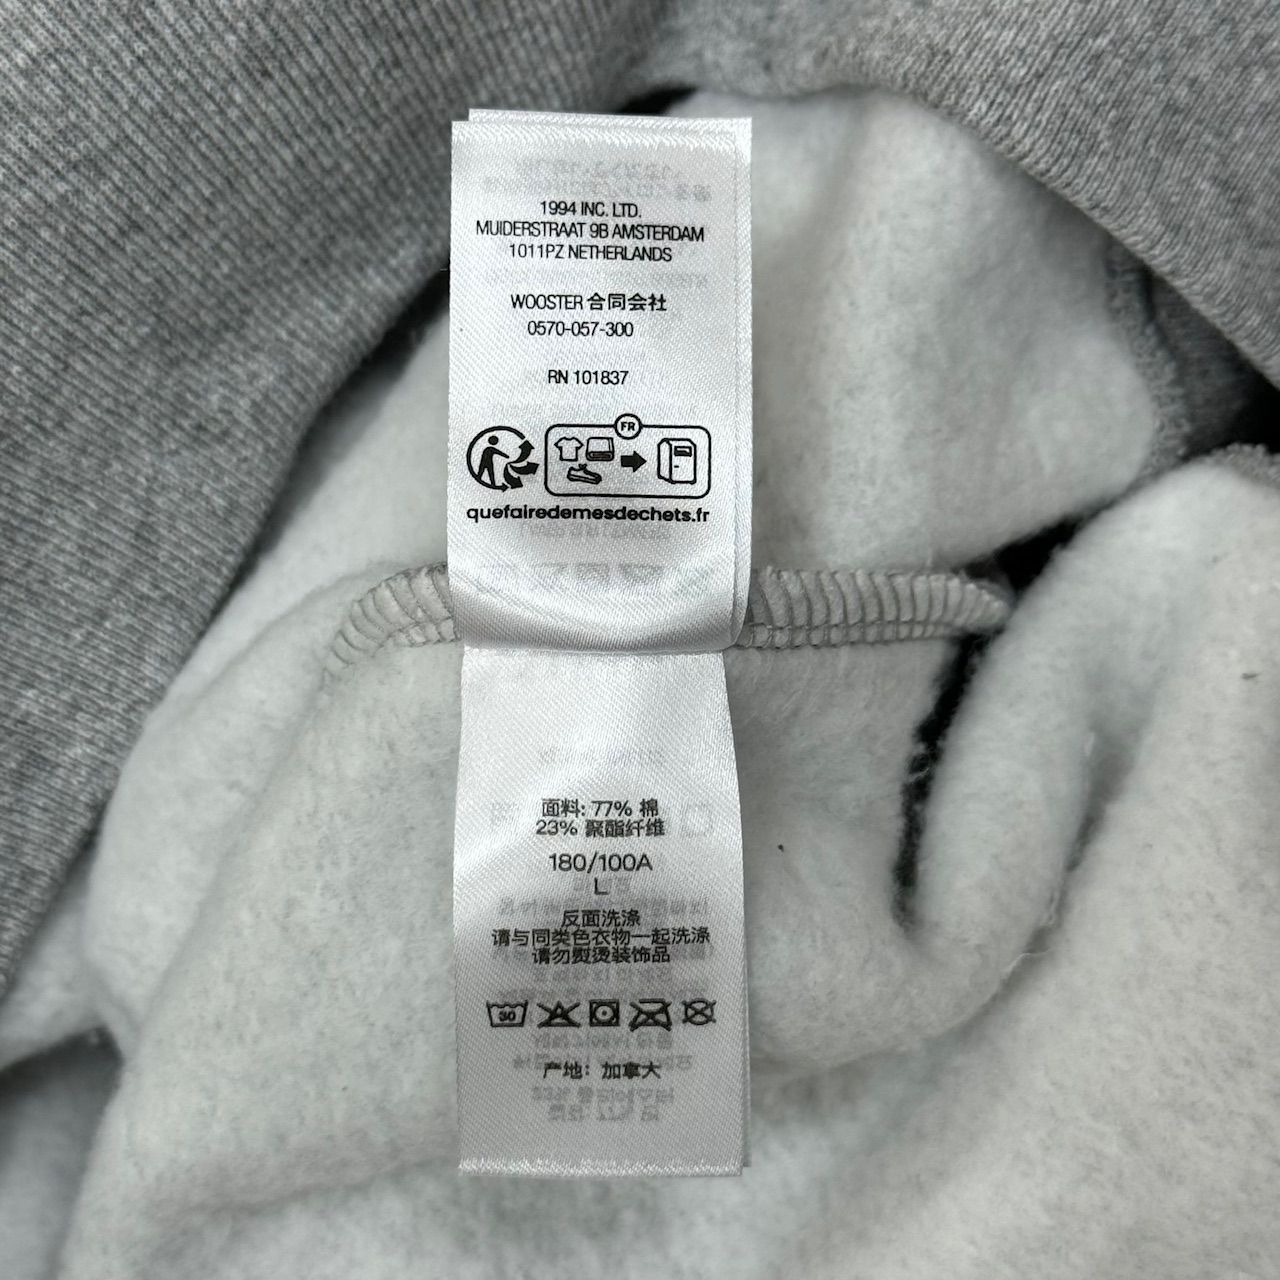 1994 INC. LTD.
MUIDERSTRAAT 9B AMSTERDAM
1011PZ NETHERLANDS
WOOSTER 合同会社
0570-057-300
RN 101837
FR
quefairedemesdechets.fr
面料: 77% 棉
23% 聚酯纤维
180/100A
L
反面洗涤
请与同类色衣物一起洗涤
请勿熨烫装饰品
30
产地: 加拿大